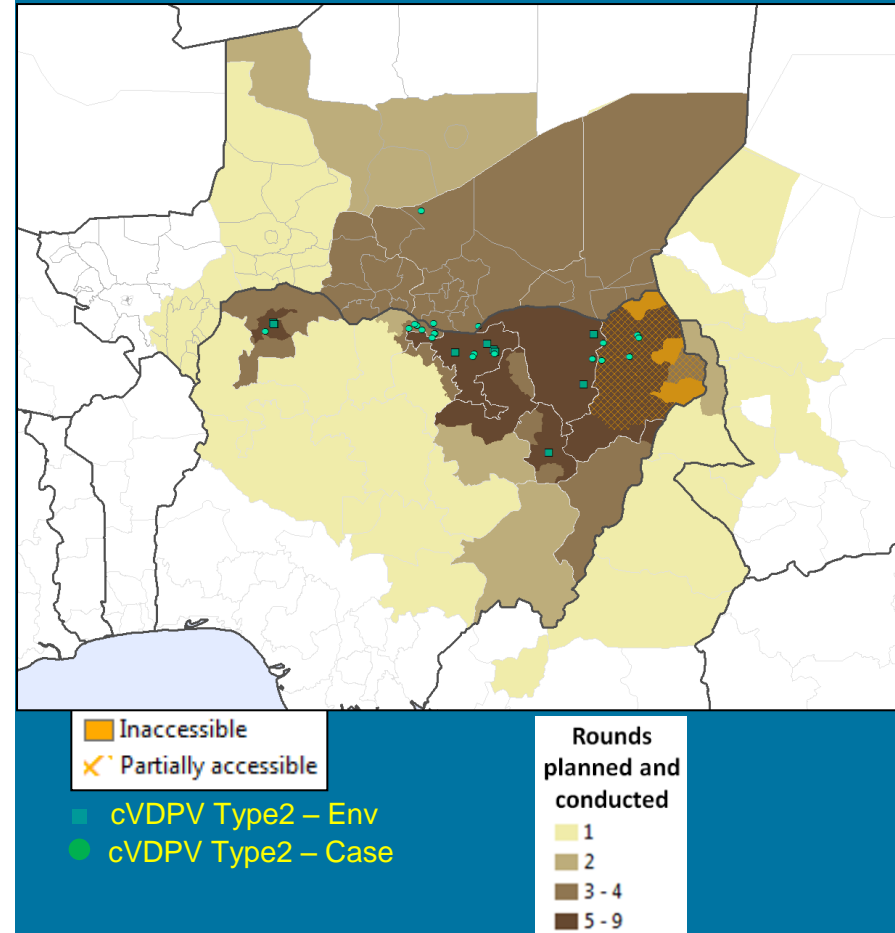 Inaccessible
Partially accessible
cVDPV Type2 – Env
cVDPV Type2 – Case
Rounds
planned and
conducted
1
2
3 - 4
5 - 9